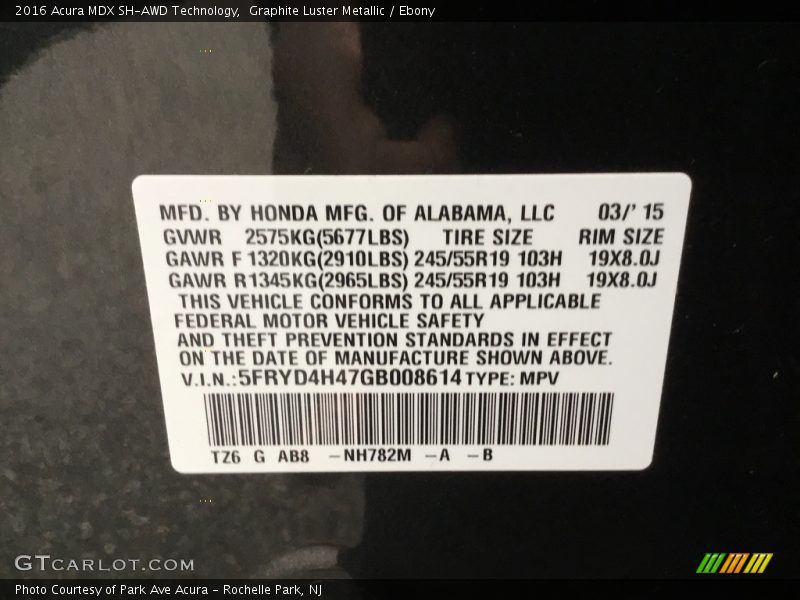 2016 Acura MDX SH-AWD Technology,  Graphite Luster Metallic / Ebony
MFD. BY HONDA MFG. OF ALABAMA, LLC 03/' 15
GVWR 2575KG(5677LBS) TIRE SIZE RIM SIZE
GAWR F 1320KG(2910LBS) 245/55R19 103H 19X8.0J
GAWR R1345KG(2965LBS) 245/55R19 103H 19X8.0J
THIS VEHICLE CONFORMS TO ALL APPLICABLE
FEDERAL MOTOR VEHICLE SAFETY
AND THEFT PREVENTION STANDARDS IN EFFECT
ON THE DATE OF MANUFACTURE SHOWN ABOVE.
V.I.N.:5FRYD4H47GB008614 TYPE: MPV
TZ6 G AB8 -NH782M -A -B
GTCARLOT.COM
Photo Courtesy of Park Ave Acura - Rochelle Park, NJ